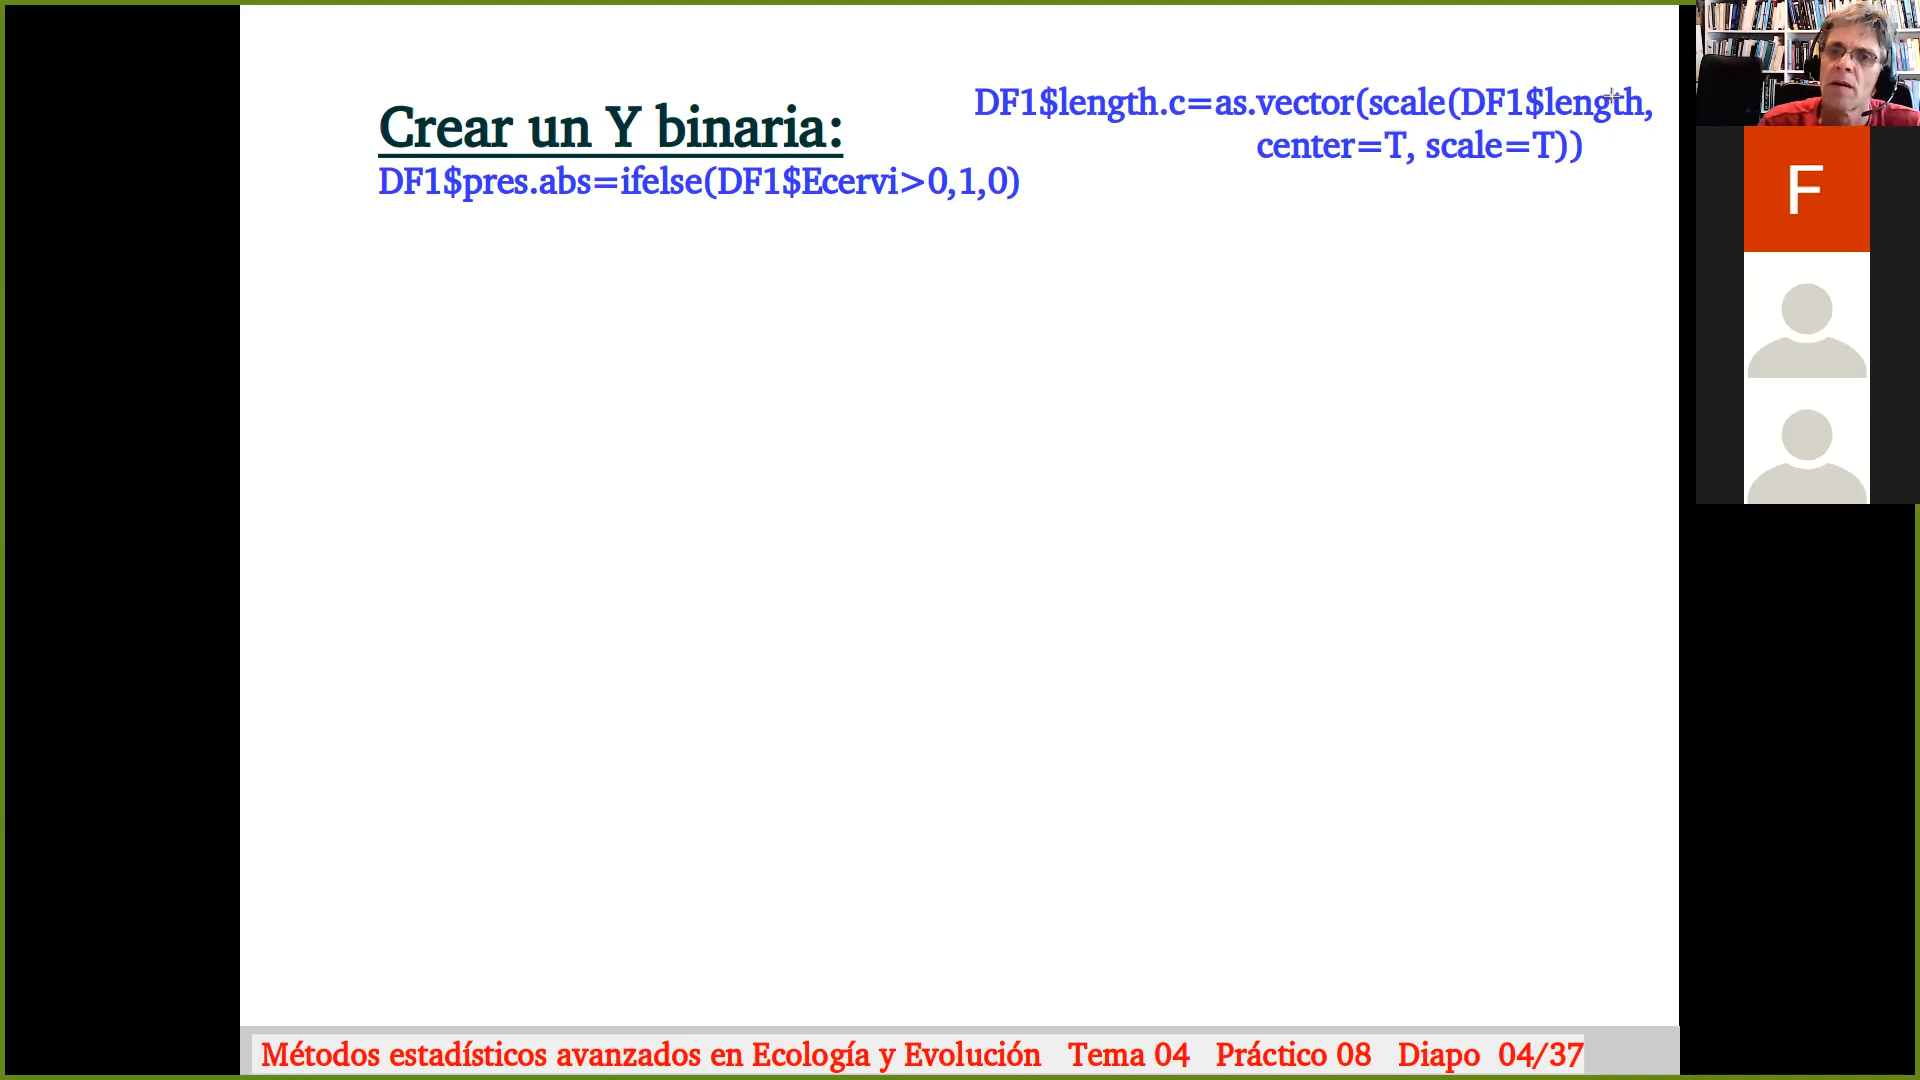 DF1$length.c=as.vector(scale(DF1$length,
center=T, scale=T))
Crear un Y binaria:
DF1$pres.abs=ifelse(DF1$Ecervi>0,1,0)
F
Métodos estadísticos avanzados en Ecología y Evolución Tema 04 Práctico 08 Diapo 04/37